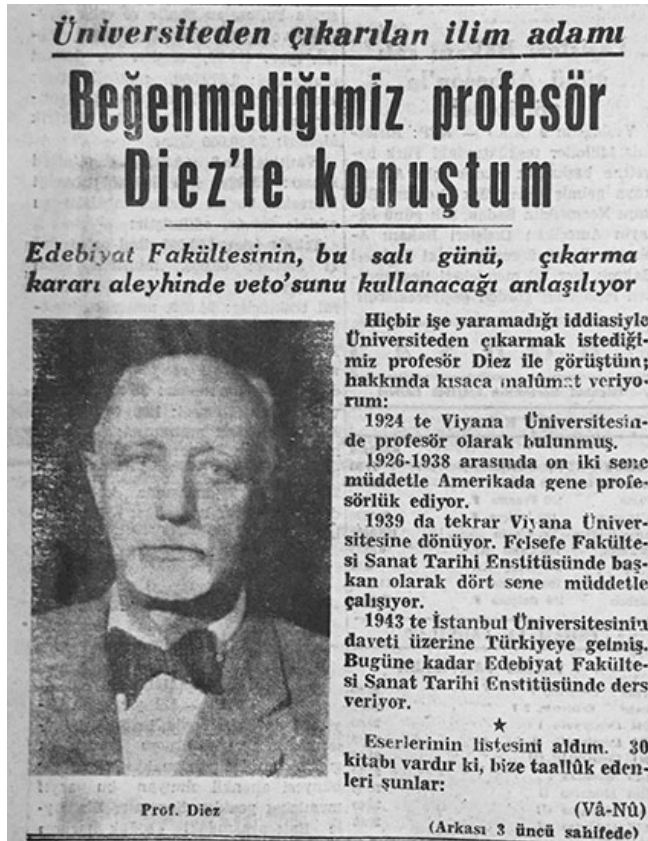 Üniversiteden çıkarılan ilim adamı
Beğenmediğimiz profesör
Diez'le konuştum
Edebiyat Fakültesinin, bu salı günü, çıkarma
kararı aleyhinde veto'sunu kullanacağı anlaşılıyor
Hiçbir işe yaramadığı iddiasiyle
Üniversiteden çıkarmak istediği-
miz profesör Diez ile görüştüm;
hakkında kısaca malûmat veriyo-
rum:
1924 te Viyana Üniversitesin-
de profesör olarak bulunmuş.
1926-1938 arasında on iki sene
müddetle Amerikada gene profe-
sörlük ediyor.
1939 da tekrar Viyana Üniver-
sitesine dönüyor. Felsefe Fakülte-
si Sanat Tarihi Enstitüsünde baş-
kan olarak dört sene müddetle
çalışıyor.
1943 te İstanbul Üniversitesinin
daveti üzerine Türkiyeye gelmiş.
Bugüne kadar Edebiyat Fakülte-
si Sanat Tarihi Enstitüsünde ders
veriyor.
★
Eserlerinin listesini aldım. 30
kitabı vardır ki, bize taallûk eden-
leri şunlar:
(Vâ-Nû)
(Arkası 3 üncü sahifede)
Prof. Diez